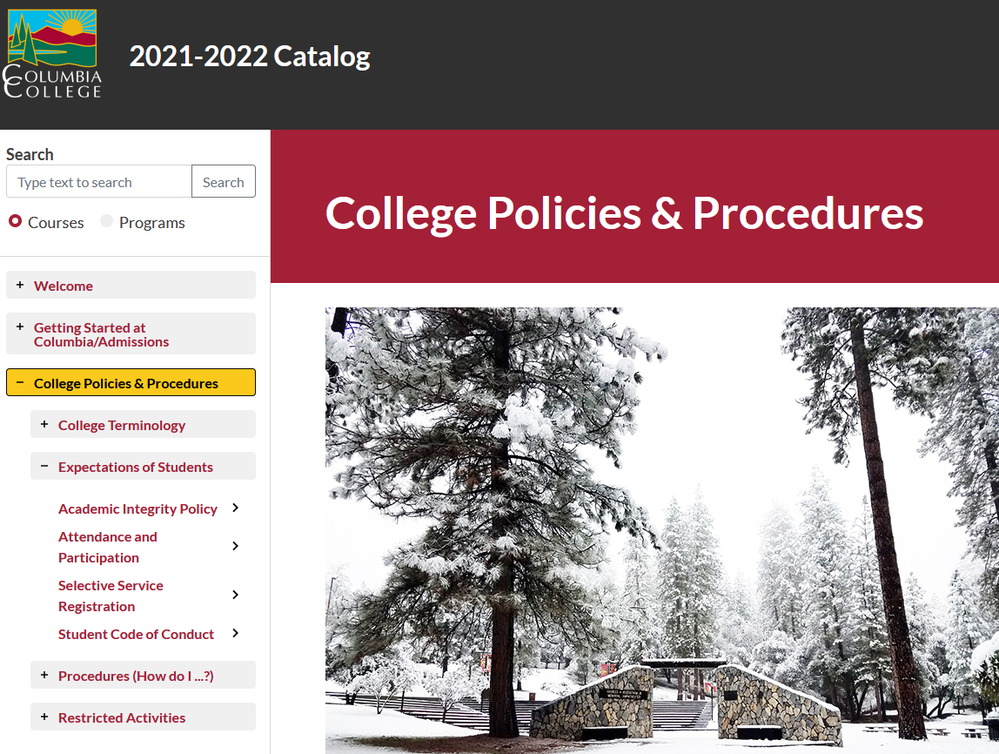 COLUMBIA
COLLEGE
2021-2022 Catalog
Search
Type text to search
Search
Courses
Programs
+ Welcome
+ Getting Started at
Columbia/Admissions
− College Policies & Procedures
+ College Terminology
− Expectations of Students
Academic Integrity Policy
Attendance and
Participation
Selective Service
Registration
Student Code of Conduct
+ Procedures (How do I ...?)
+ Restricted Activities
College Policies & Procedures